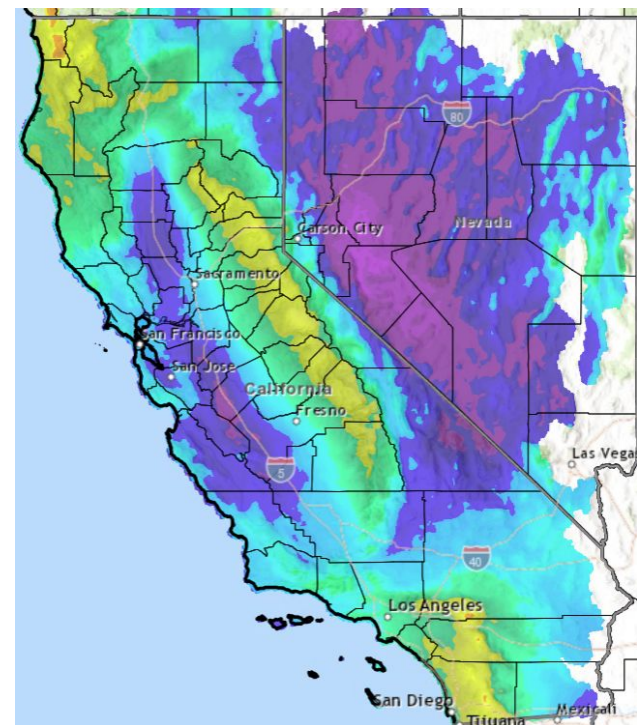 80
Nevada
Carson City
Sacramento
San Francisco
San Jose
California
Fresno
5
Las Vegas
40
Los Angeles
San Diego
Tijuana
Mexicali